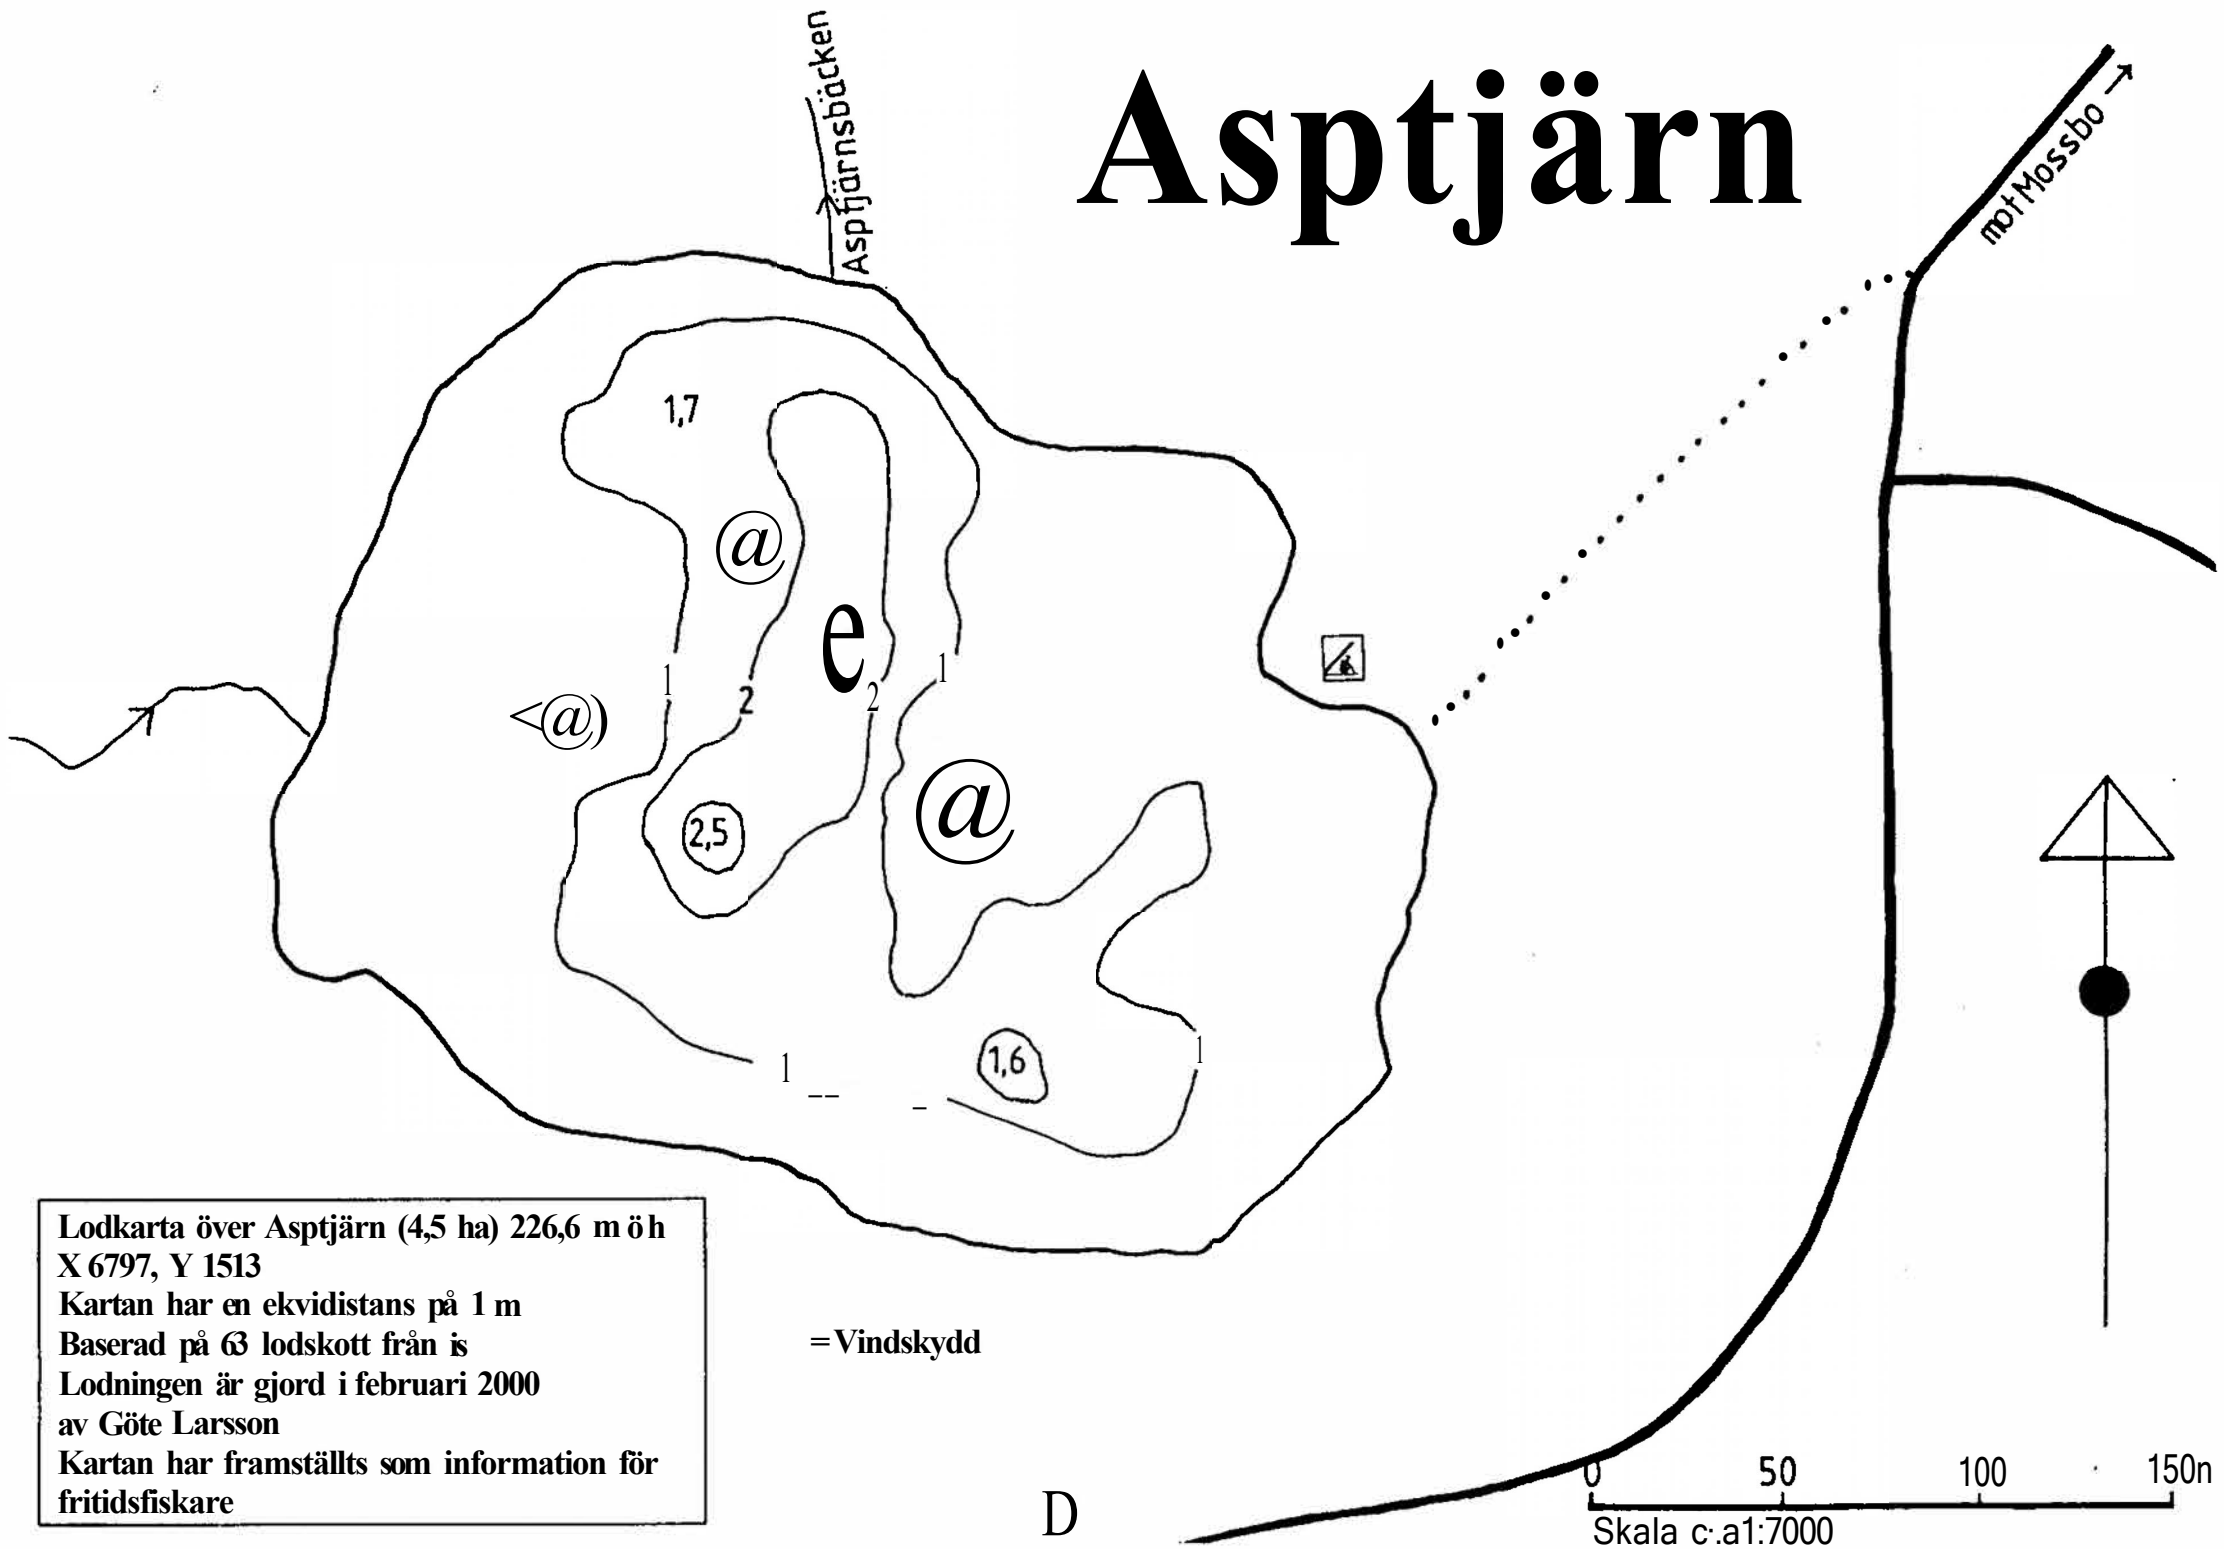 Asptjärn
Asptjärnsbäcken
mot Mossbo
1,7
@
e
1
2
2
1
<@)
@
2,5
1,6
1
1
Lodkarta över Asptjärn (4,5 ha) 226,6 m ö h
X 6797, Y 1513
Kartan har en ekvidistans på 1 m
Baserad på 63 lodskott från is
Lodningen är gjord i februari 2000
av Göte Larsson
Kartan har framställts som information för
fritidsfiskare
= Vindskydd
D
0 50 100 150n
Skala c:.a1:7000